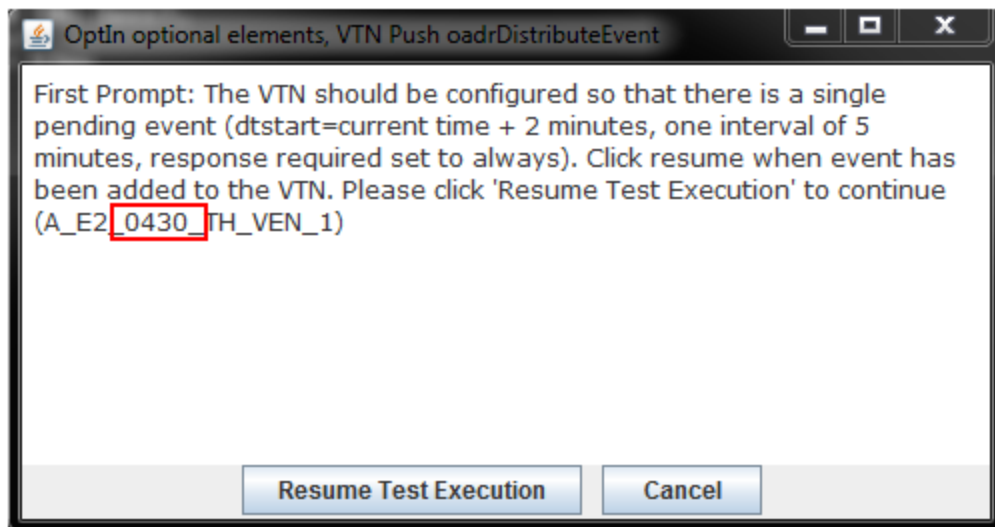 OptIn optional elements, VTN Push oadrDistributeEvent
First Prompt: The VTN should be configured so that there is a single
pending event (dtstart=current time + 2 minutes, one interval of 5
minutes, response required set to always). Click resume when event has
been added to the VTN. Please click 'Resume Test Execution' to continue
(A_E2_0430_TH_VEN_1)
Resume Test Execution
Cancel